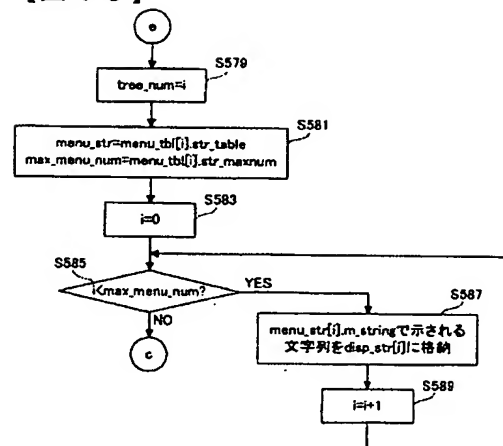 e
S579
tree_num=i
S581
menu_str=menu_tbl[i].str_table
max_menu_num=menu_tbl[i].str_maxnum
S583
i=0
S585
i<max_menu_num?
YES
NO
S587
menu_str[i].m_stringで示される
文字列をdisp_str[i]に格納
c
S589
i=i+1